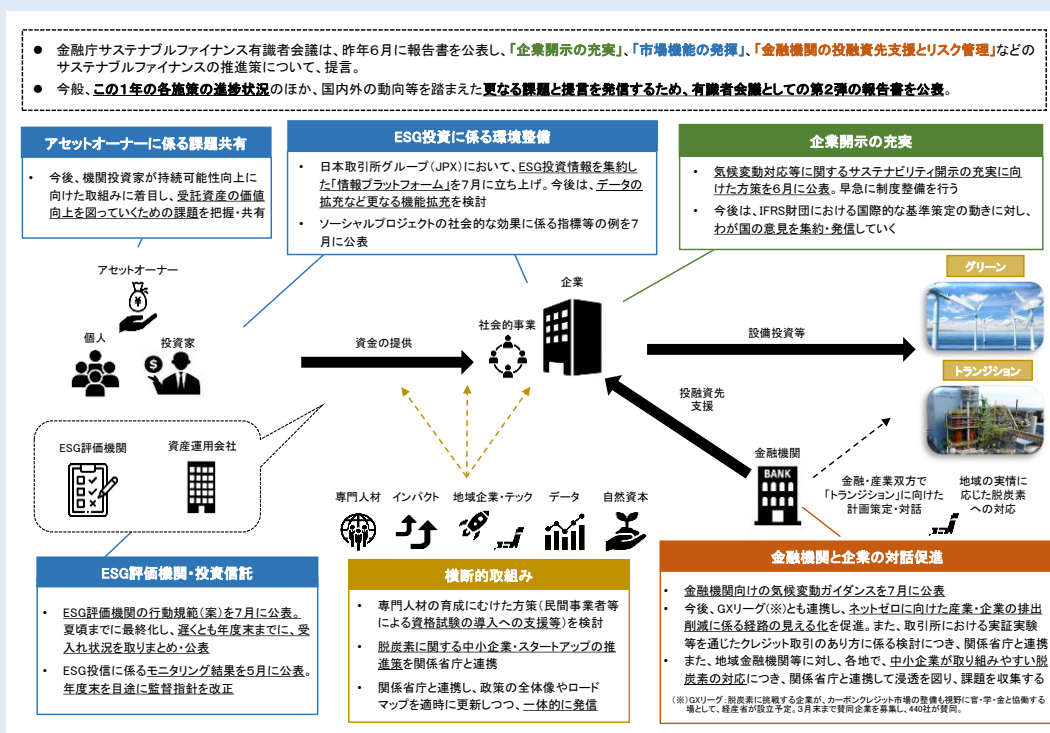 ● 金融庁サステナブルファイナンス有識者会議は、昨年６月に報告書を公表し、「企業開示の充実」、「市場機能の発揮」、「金融機関の投融資先支援とリスク管理」などの
サステナブルファイナンスの推進策について、提言。
● 今般、この１年の各施策の進捗状況のほか、国内外の動向等を踏まえた更なる課題と提言を発信するため、有識者会議としての第２弾の報告書を公表。
アセットオーナーに係る課題共有
・ 今後、機関投資家が持続可能性向上に
向けた取組みに着目し、受託資産の価値
向上を図っていくための課題を把握・共有
ESG投資に係る環境整備
・ 日本取引所グループ（JPX）において、ESG投資情報を集約し
た「情報プラットフォーム」を７月に立ち上げ。今後は、データの
拡充など更なる機能拡充を検討
・ ソーシャルプロジェクトの社会的な効果に係る指標等の例を７
月に公表
企業開示の充実
・ 気候変動対応等に関するサステナビリティ開示の充実に向
けた方策を６月に公表。早急に制度整備を行う
・ 今後は、IFRS財団における国際的な基準策定の動きに対し、
わが国の意見を集約・発信していく
アセットオーナー
個人
投資家
資金の提供
社会的事業
企業
設備投資等
グリーン
トランジション
投融資先
支援
金融機関
BANK
金融・産業双方で
「トランジション」に向けた
計画策定・対話
地域の実情に
応じた脱炭素
への対応
ESG評価機関
資産運用会社
専門人材
インパクト
地域企業・テック
データ
自然資本
ESG評価機関・投資信託
・ ESG評価機関の行動規範（案）を７月に公表。
夏頃までに最終化し、遅くとも年度末までに、受
入れ状況を取りまとめ・公表
・ ESG投信に係るモニタリング結果を５月に公表。
年度末を目途に監督指針を改正
横断的取組み
・ 専門人材の育成にむけた方策（民間事業者等
による資格試験の導入への支援等）を検討
・ 脱炭素に関する中小企業・スタートアップの推
進策を関係省庁と連携
・ 関係省庁と連携し、政策の全体像やロード
マップを適時に更新しつつ、一体的に発信
金融機関と企業の対話促進
・ 金融機関向けの気候変動ガイダンスを７月に公表
・ 今後、GXリーグ（※）とも連携し、ネットゼロに向けた産業・企業の排出
削減に係る経路の見える化を促進。また、取引所における実証実験
等を通じたクレジット取引のあり方に係る検討につき、関係省庁と連携
・ また、地域金融機関等に対し、各地で、中小企業が取り組みやすい脱
炭素の対応につき、関係省庁と連携して浸透を図り、課題を収集する
（※）GXリーグ：脱炭素に挑戦する企業が、カーボンクレジット市場の整備も視野に官・学・金と協働する
場として、経産省が設立予定。３月末まで賛同企業を募集し、440社が賛同。